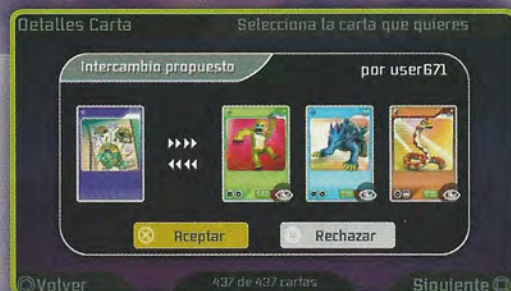 Detalles Carta
Selecciona la carta que quieres
Intercambio propuesto
por user671
Aceptar
Rechazar
Volver
437 de 437 cartas
Siguiente